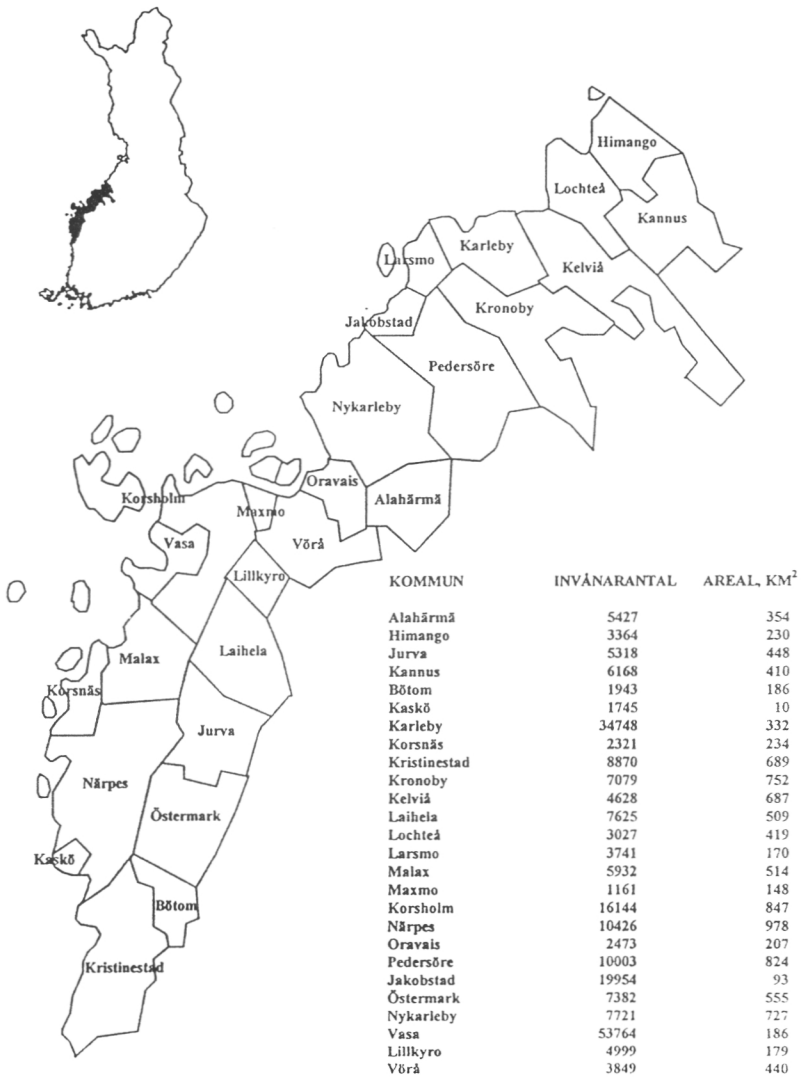 Himango
Lochteå
Kannus
Karleby
Larsmo
Kelviå
Kronoby
Jakobstad
Pedersöre
Nykarleby
Oravais
Alahärmä
Korsholm
Maxmo
Vasa
Vörå
Lillkyro
Laihela
Malax
Korsnäs
Jurva
Närpes
Östermark
Kaskö
Bötom
Kristinestad
KOMMUN INVÅNARANTAL AREAL, KM²
Alahärmä 5427 354
Himango 3364 230
Jurva 5318 448
Kannus 6168 410
Bötom 1943 186
Kaskö 1745 10
Karleby 34748 332
Korsnäs 2321 234
Kristinestad 8870 689
Kronoby 7079 752
Kelviå 4628 687
Laihela 7625 509
Lochteå 3027 419
Larsmo 3741 170
Malax 5932 514
Maxmo 1161 148
Korsholm 16144 847
Närpes 10426 978
Oravais 2473 207
Pedersöre 10003 824
Jakobstad 19954 93
Östermark 7382 555
Nykarleby 7721 727
Vasa 53764 186
Lillkyro 4999 179
Vörå 3849 440